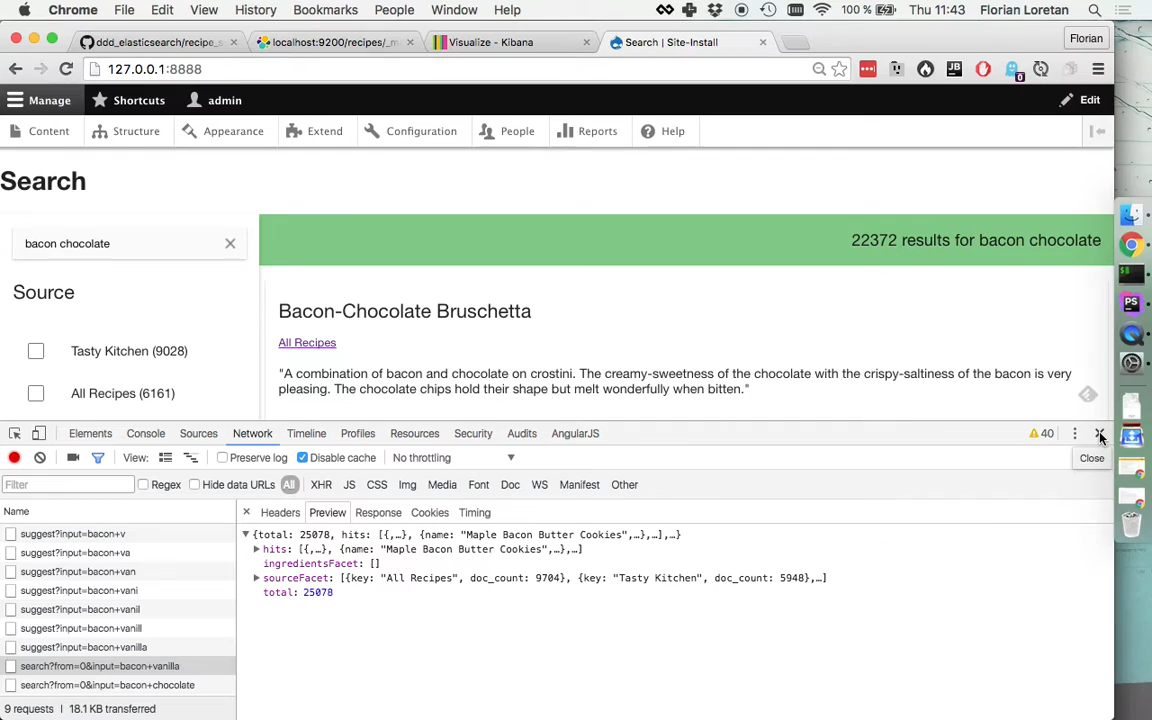 Chrome File Edit View History Bookmarks People Window Help 100 % Thu 11:43 Florian Loretan
ddd_elasticsearch/recipe_s × localhost:9200/recipes/_m × Visualize - Kibana × Search | Site-Install × Florian
127.0.0.1:8888
Manage Shortcuts admin Edit
Content Structure Appearance Extend Configuration People Reports Help
Search
bacon chocolate
22372 results for bacon chocolate
Source
Bacon-Chocolate Bruschetta
All Recipes
Tasty Kitchen (9028)
"A combination of bacon and chocolate on crostini. The creamy-sweetness of the chocolate with the crispy-saltiness of the bacon is very
pleasing. The chocolate chips hold their shape but melt wonderfully when bitten."
All Recipes (6161)
Elements Console Sources Network Timeline Profiles Resources Security Audits AngularJS 40
View: Preserve log Disable cache No throttling Close
Filter Regex Hide data URLs All XHR JS CSS Img Media Font Doc WS Manifest Other
Name × Headers Preview Response Cookies Timing
suggest?input=bacon+v
suggest?input=bacon+va
suggest?input=bacon+van
suggest?input=bacon+vani
suggest?input=bacon+vanil
suggest?input=bacon+vanill
suggest?input=bacon+vanilla
search?from=0&input=bacon+vanilla
search?from=0&input=bacon+chocolate
{total: 25078, hits: [{,…}, {name: "Maple Bacon Butter Cookies",…},…],…}
hits: [{,…}, {name: "Maple Bacon Butter Cookies",…},…]
ingredientsFacet: []
sourceFacet: [{key: "All Recipes", doc_count: 9704}, {key: "Tasty Kitchen", doc_count: 5948},…]
total: 25078
9 requests | 18.1 KB transferred